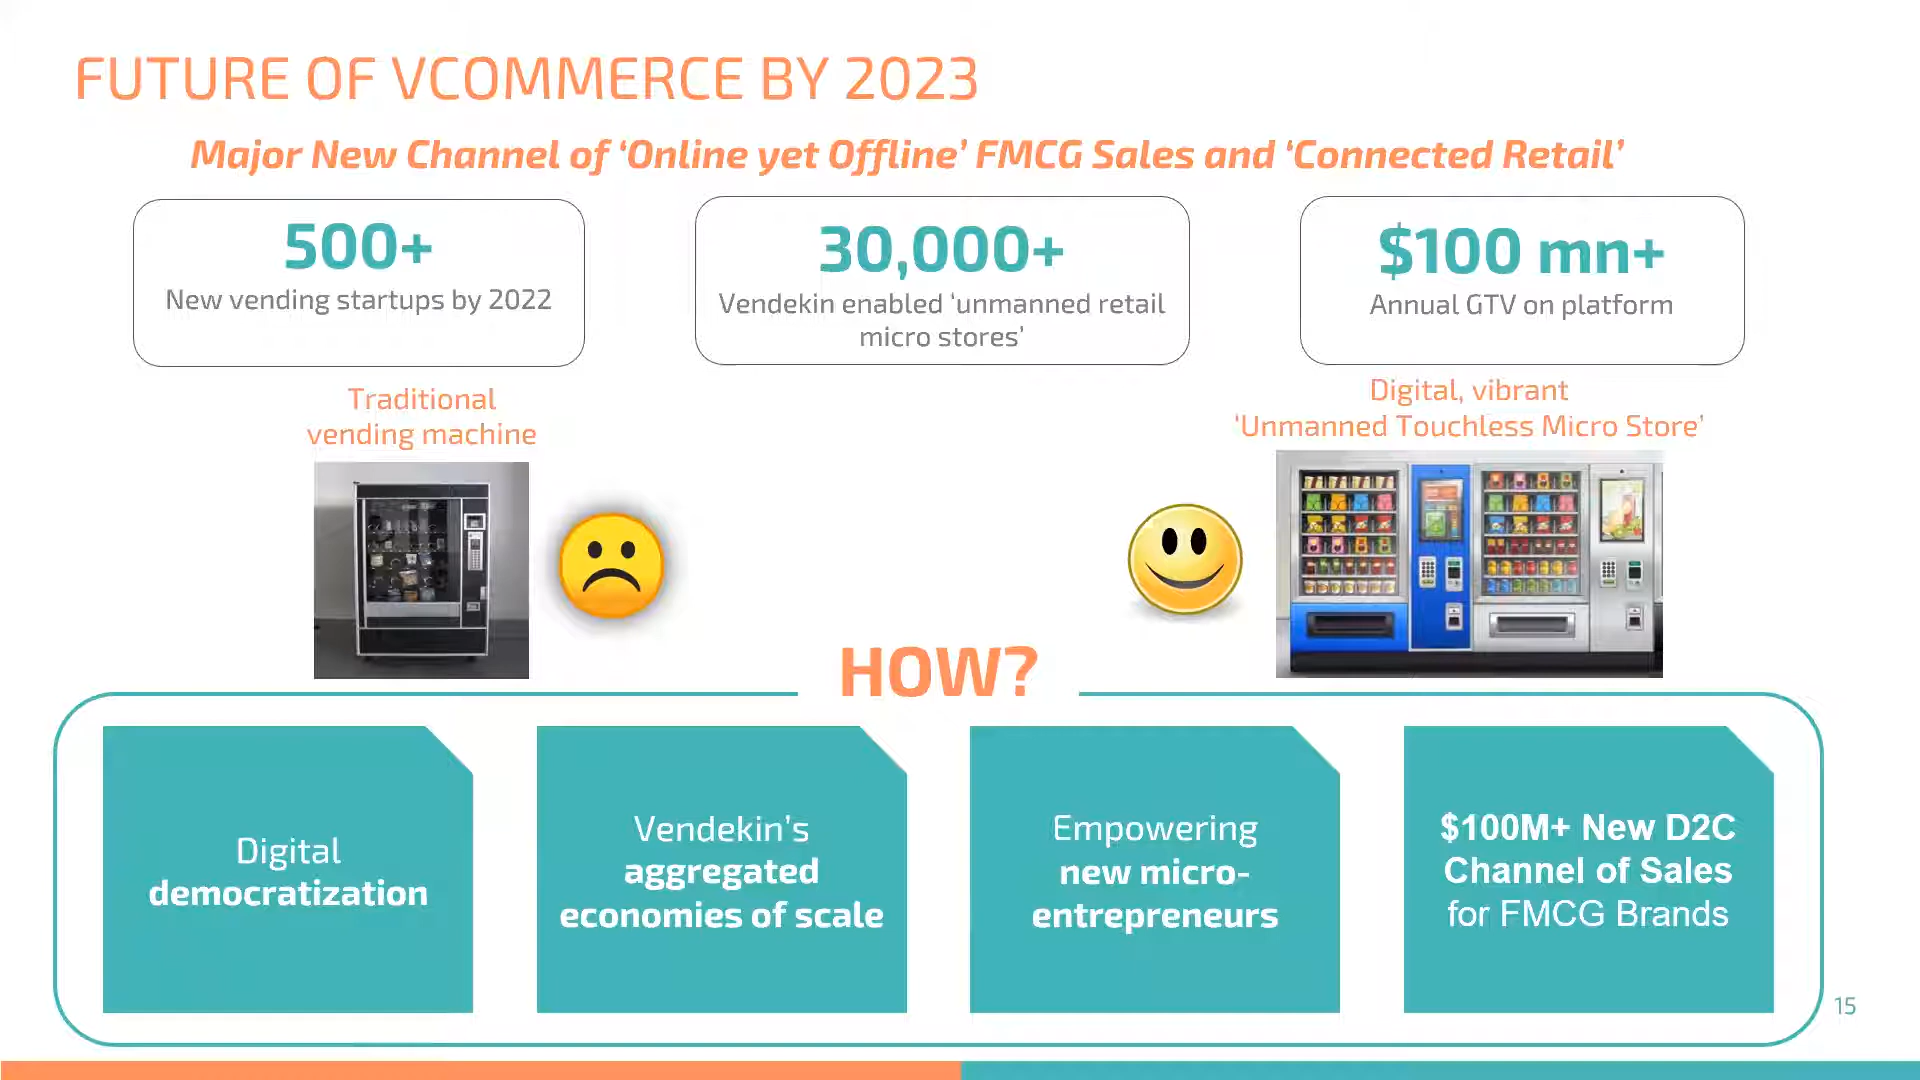 FUTURE OF VCOMMERCE BY 2023
Major New Channel of ‘Online yet Offline’ FMCG Sales and ‘Connected Retail’
500+
New vending startups by 2022
30,000+
Vendekin enabled ‘unmanned retail
micro stores’
$100 mn+
Annual GTV on platform
Traditional
vending machine
Digital, vibrant
‘Unmanned Touchless Micro Store’
HOW?
Digital
democratization
Vendekin’s
aggregated
economies of scale
Empowering
new micro-
entrepreneurs
$100M+ New D2C
Channel of Sales
for FMCG Brands
15